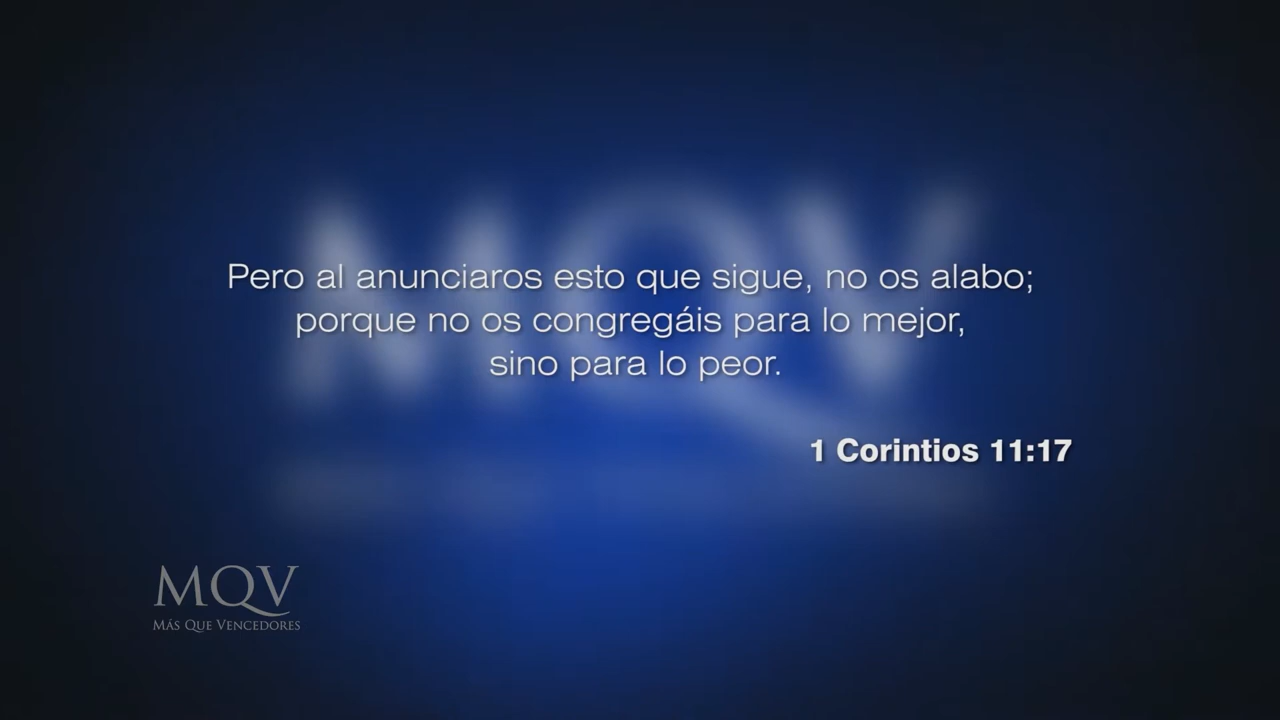 Pero al anunciaros esto que sigue, no os alabo;
porque no os congregáis para lo mejor,
sino para lo peor.
1 Corintios 11:17
MQV
MÁS QUE VENCEDORES